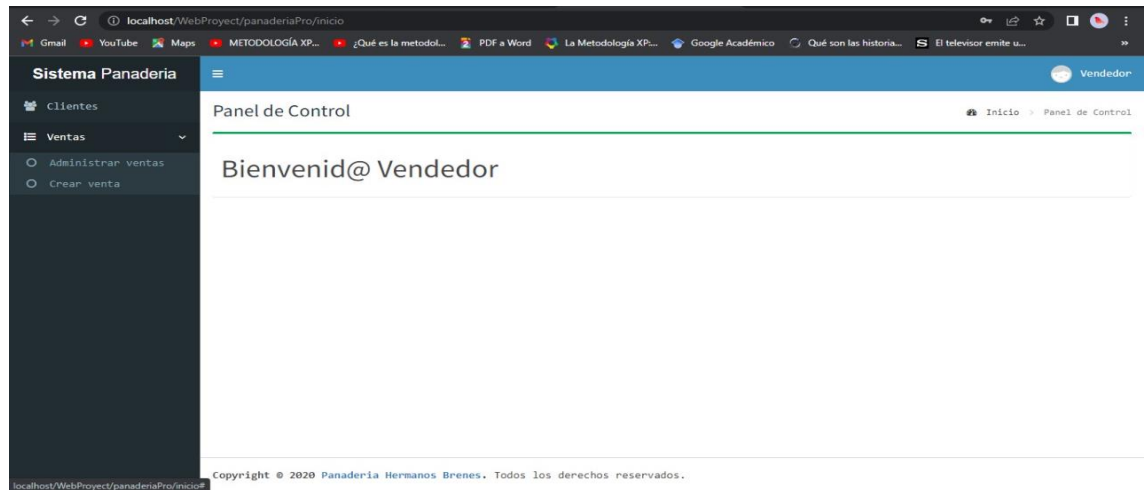 localhost/WebProyect/panaderiaPro/inicio
Gmail YouTube Maps METODOLOGÍA XP... ¿Qué es la metodol... PDF a Word La Metodología XP:... Google Académico Qué son las historia... El televisor emite u... »
Sistema Panaderia
Vendedor
Clientes
Panel de Control
Inicio > Panel de Control
Ventas
Administrar ventas
Crear venta
Bienvenid@ Vendedor
Copyright © 2020 Panaderia Hermanos Brenes. Todos los derechos reservados.
localhost/WebProyect/panaderiaPro/inicio#